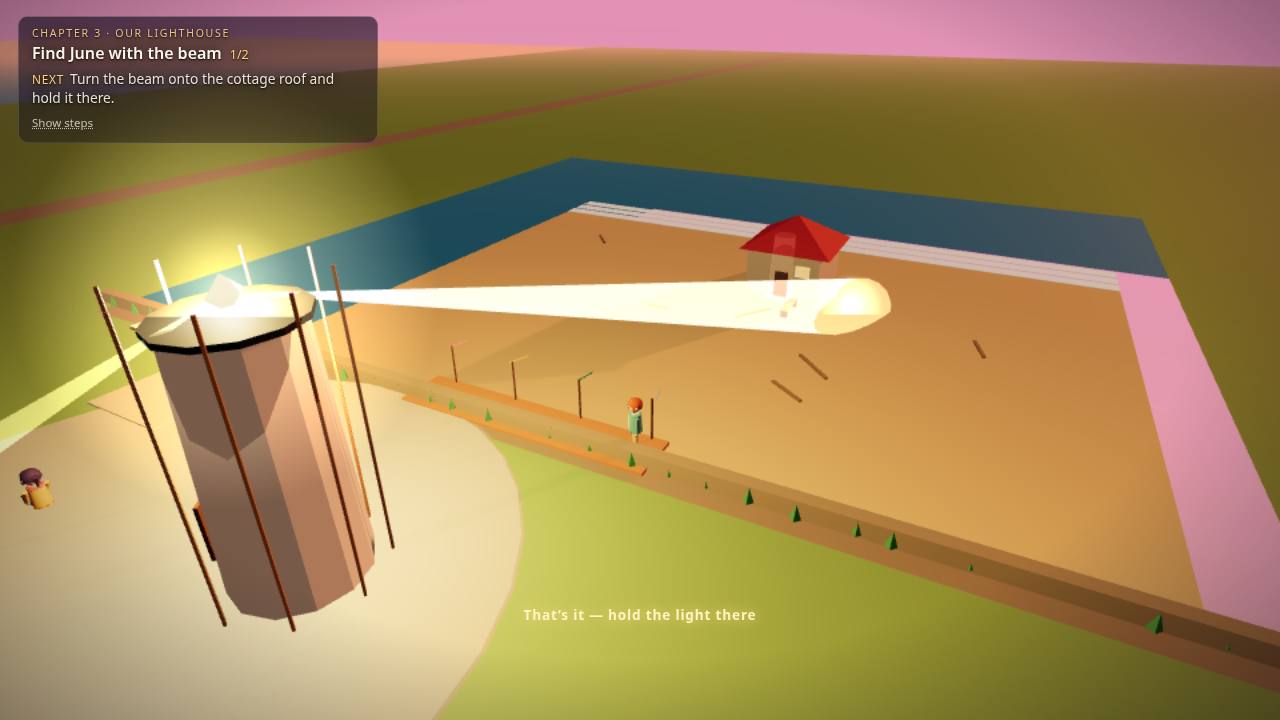 CHAPTER 3 · OUR LIGHTHOUSE
Find June with the beam 1/2
NEXT Turn the beam onto the cottage roof and
hold it there.
Show steps
That's it — hold the light there